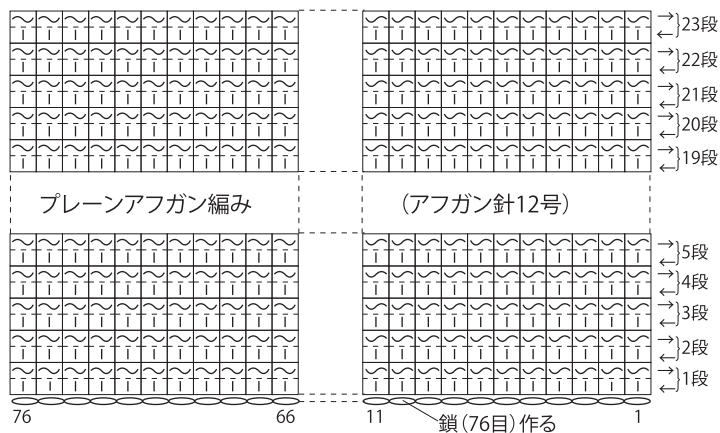 23段
22段
21段
20段
19段
プレーンアフガン編み
(アフガン針12号)
5段
4段
3段
2段
1段
76
66
11
1
鎖(76目)作る